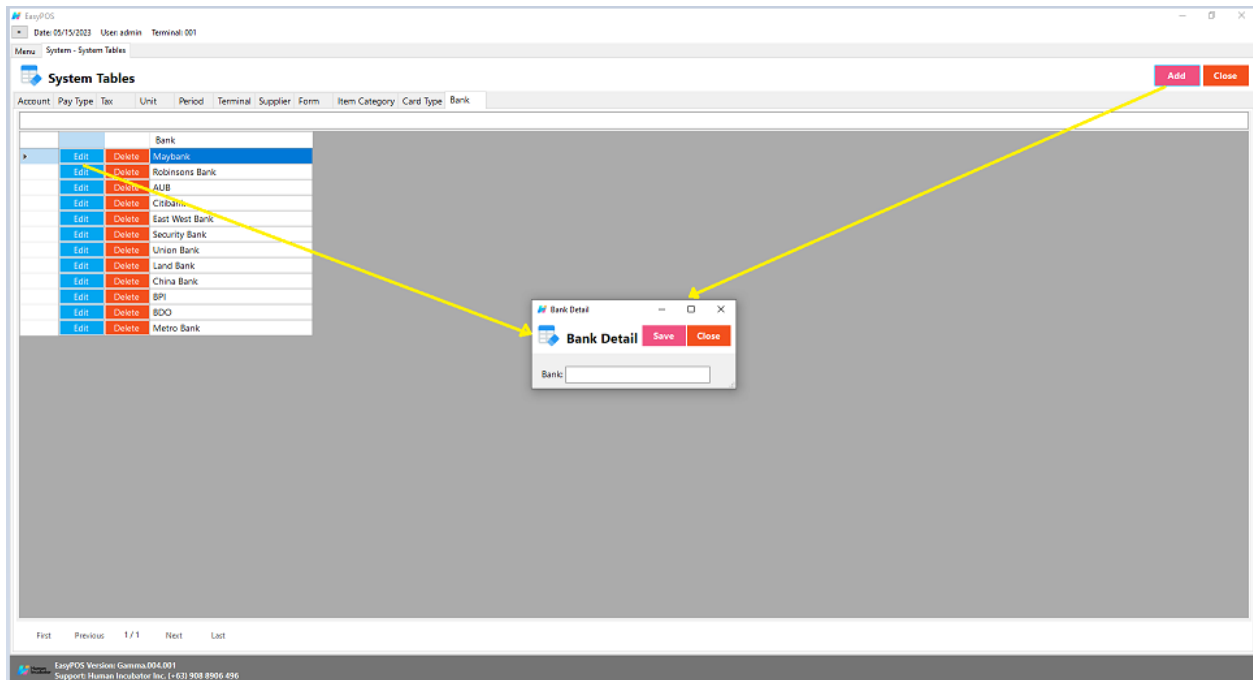 EasyPOS
Date: 05/15/2023 User: admin Terminal: 001
Menu System - System Tables
System Tables Add Close
Account Pay Type Tax Unit Period Terminal Supplier Form Item Category Card Type Bank
Bank
Edit Delete Maybank
Edit Delete Robinsons Bank
Edit Delete AUB
Edit Delete Citibank
Edit Delete East West Bank
Edit Delete Security Bank
Edit Delete Union Bank
Edit Delete Land Bank
Edit Delete China Bank
Edit Delete BPI
Edit Delete BDO
Edit Delete Metro Bank
Bank Detail
Bank Detail Save Close
Bank:
First Previous 1 / 1 Next Last
Human Incubator
EasyPOS Version: Gamma.004.001
Support: Human Incubator Inc. (+63) 908 8906 496